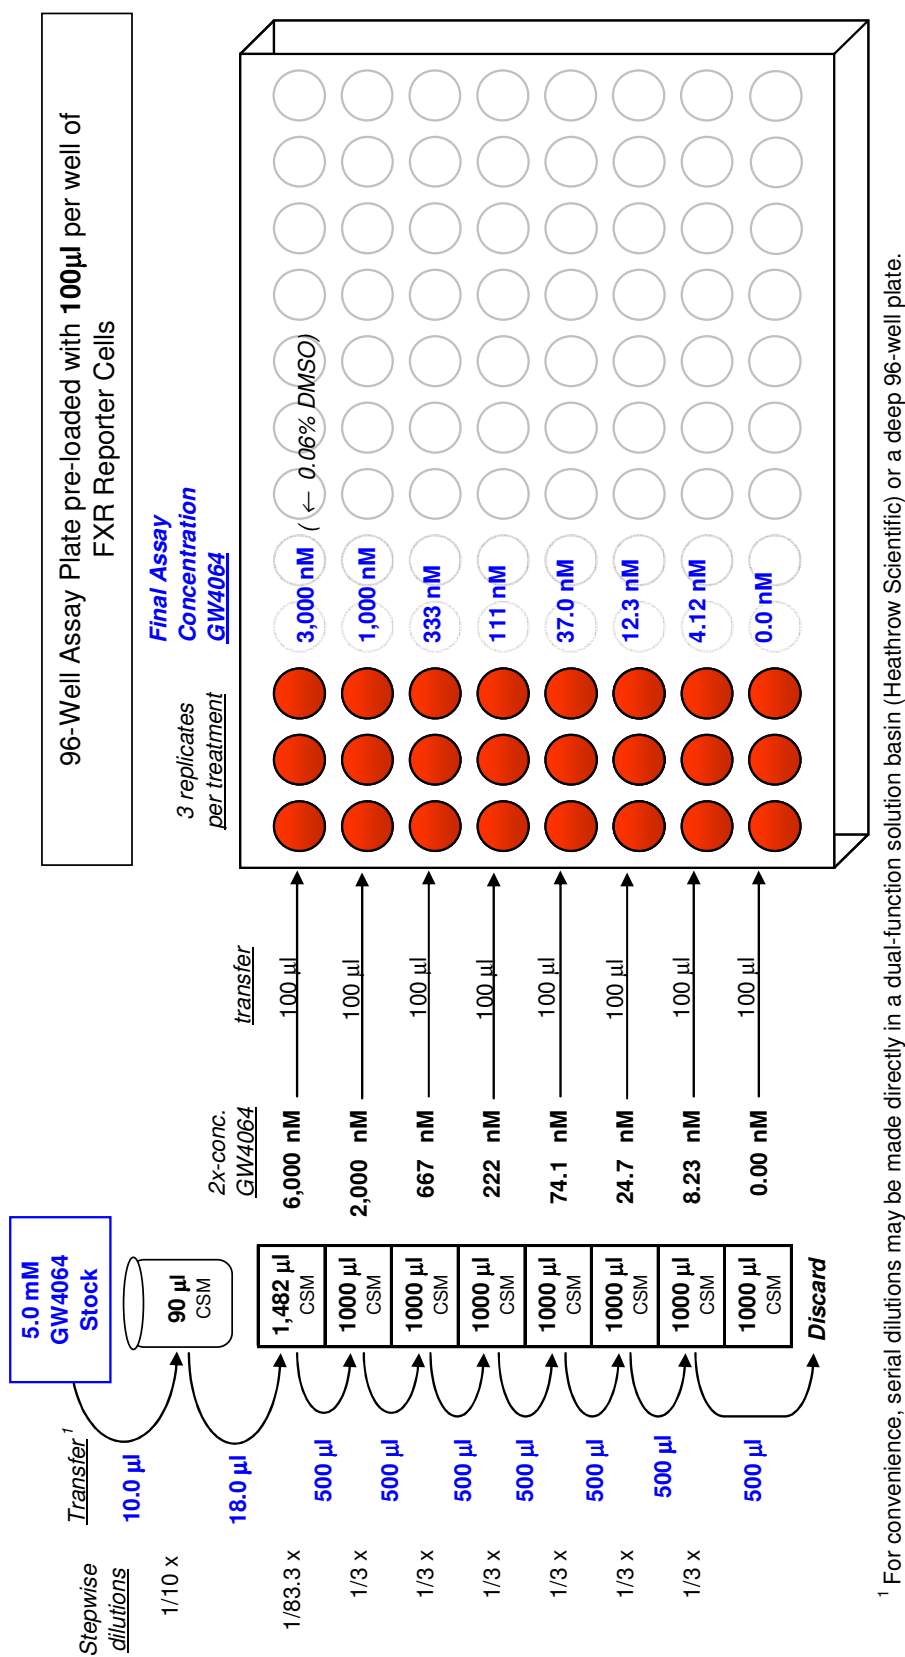 96-Well Assay Plate pre-loaded with 100µl per well of
FXR Reporter Cells
5.0 mM
GW4064
Stock
Stepwise
dilutions
Transfer 1
2x-conc.
GW4064
transfer
3 replicates
per treatment
Final Assay
Concentration
GW4064
1/10 x
10.0 µl
90 µl
CSM
18.0 µl
1/83.3 x
1,482 µl
CSM
6,000 nM
100 µl
3,000 nM
( ← 0.06% DMSO)
500 µl
1/3 x
1000 µl
CSM
2,000 nM
100 µl
1,000 nM
500 µl
1/3 x
1000 µl
CSM
667 nM
100 µl
333 nM
500 µl
1/3 x
1000 µl
CSM
222 nM
100 µl
111 nM
500 µl
1/3 x
1000 µl
CSM
74.1 nM
100 µl
37.0 nM
500 µl
1/3 x
1000 µl
CSM
24.7 nM
100 µl
12.3 nM
500 µl
1/3 x
1000 µl
CSM
8.23 nM
100 µl
4.12 nM
500 µl
1000 µl
CSM
0.00 nM
100 µl
0.0 nM
Discard
1 For convenience, serial dilutions may be made directly in a dual-function solution basin (Heathrow Scientific) or a deep 96-well plate.